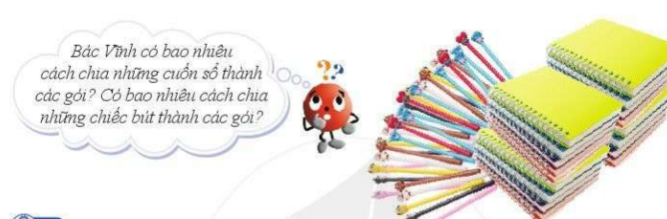 Bác Vĩnh có bao nhiêu
cách chia những cuốn sổ thành
các gói? Có bao nhiêu cách chia
những chiếc bút thành các gói?
??